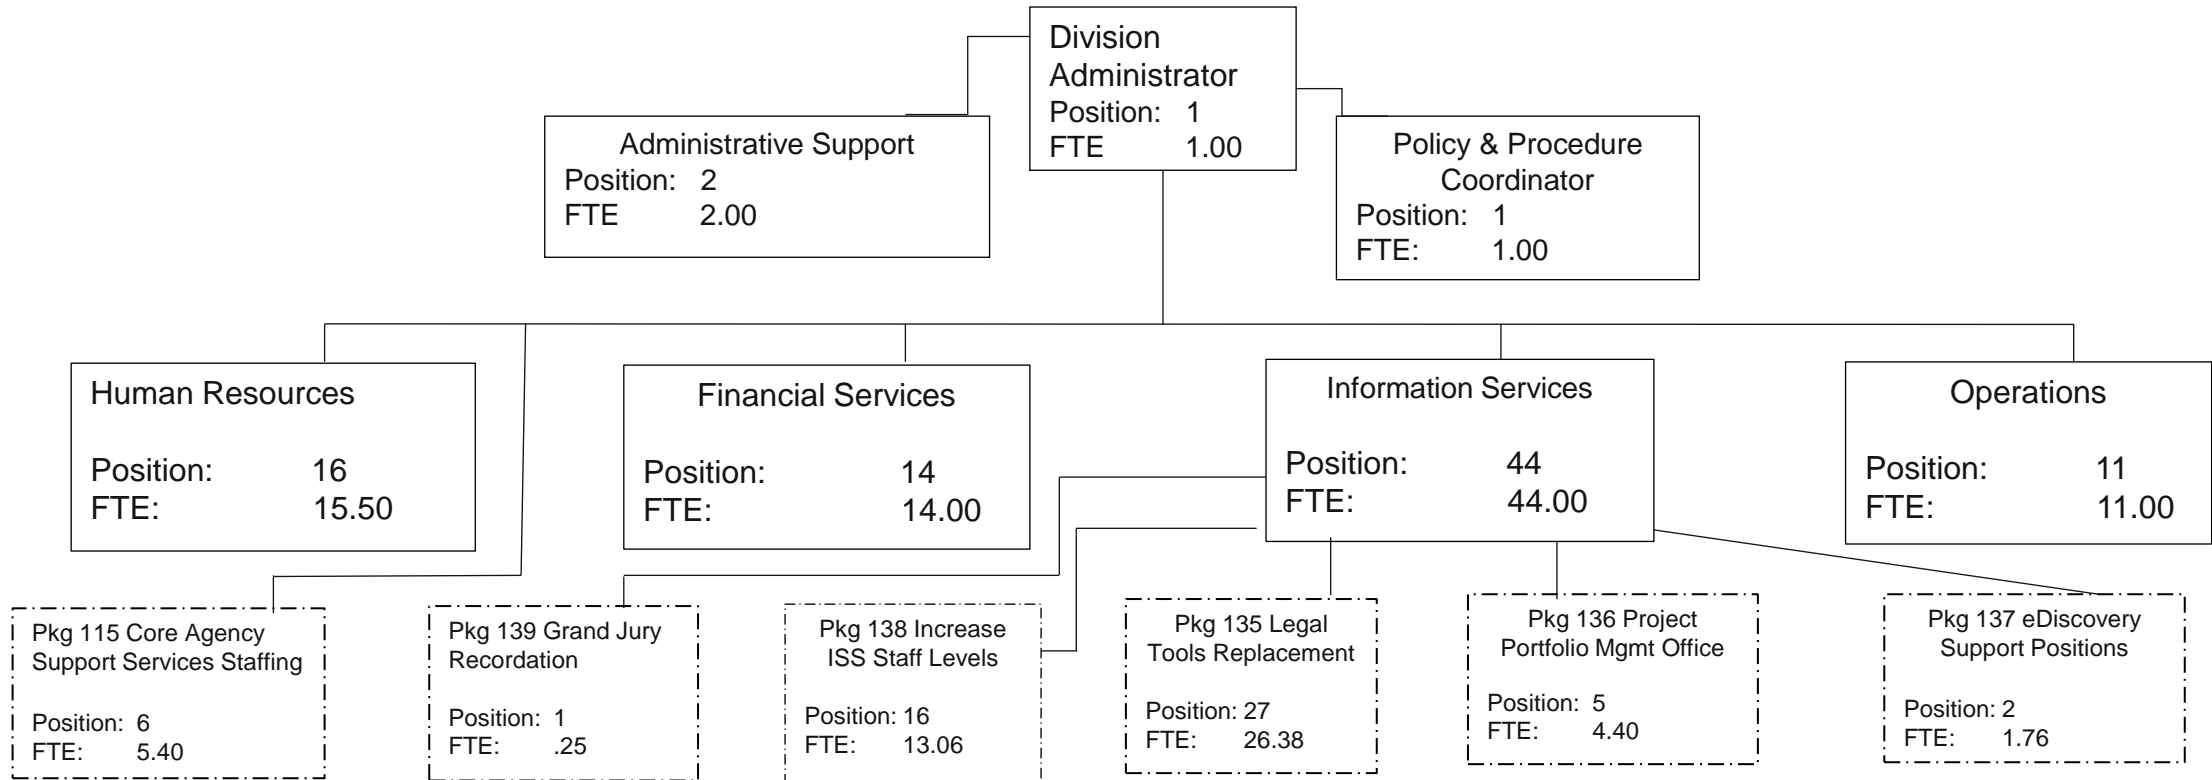 Division
Administrator
Position: 1
FTE 1.00
Administrative Support
Position: 2
FTE 2.00
Policy & Procedure
Coordinator
Position: 1
FTE: 1.00
Human Resources
Position: 16
FTE: 15.50
Financial Services
Position: 14
FTE: 14.00
Information Services
Position: 44
FTE: 44.00
Operations
Position: 11
FTE: 11.00
Pkg 115 Core Agency
Support Services Staffing
Position: 6
FTE: 5.40
Pkg 139 Grand Jury
Recordation
Position: 1
FTE: .25
Pkg 138 Increase
ISS Staff Levels
Position: 16
FTE: 13.06
Pkg 135 Legal
Tools Replacement
Position: 27
FTE: 26.38
Pkg 136 Project
Portfolio Mgmt Office
Position: 5
FTE: 4.40
Pkg 137 eDiscovery
Support Positions
Position: 2
FTE: 1.76